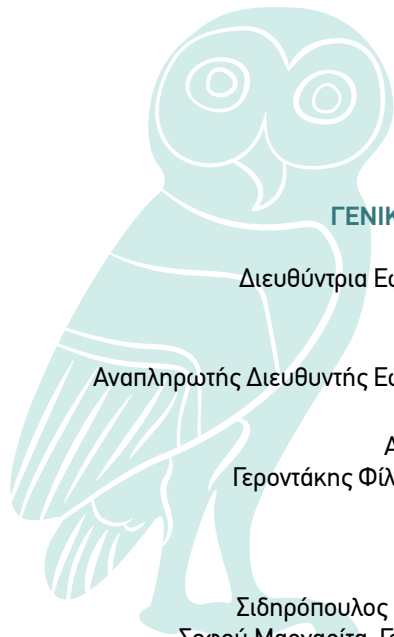 ΓΕΝΙΚ
Διευθύντρια Εσ
Αναπληρωτής Διευθυντής Εσ
Α
Γεροντάκης Φίλ
Σιδηρόπουλος